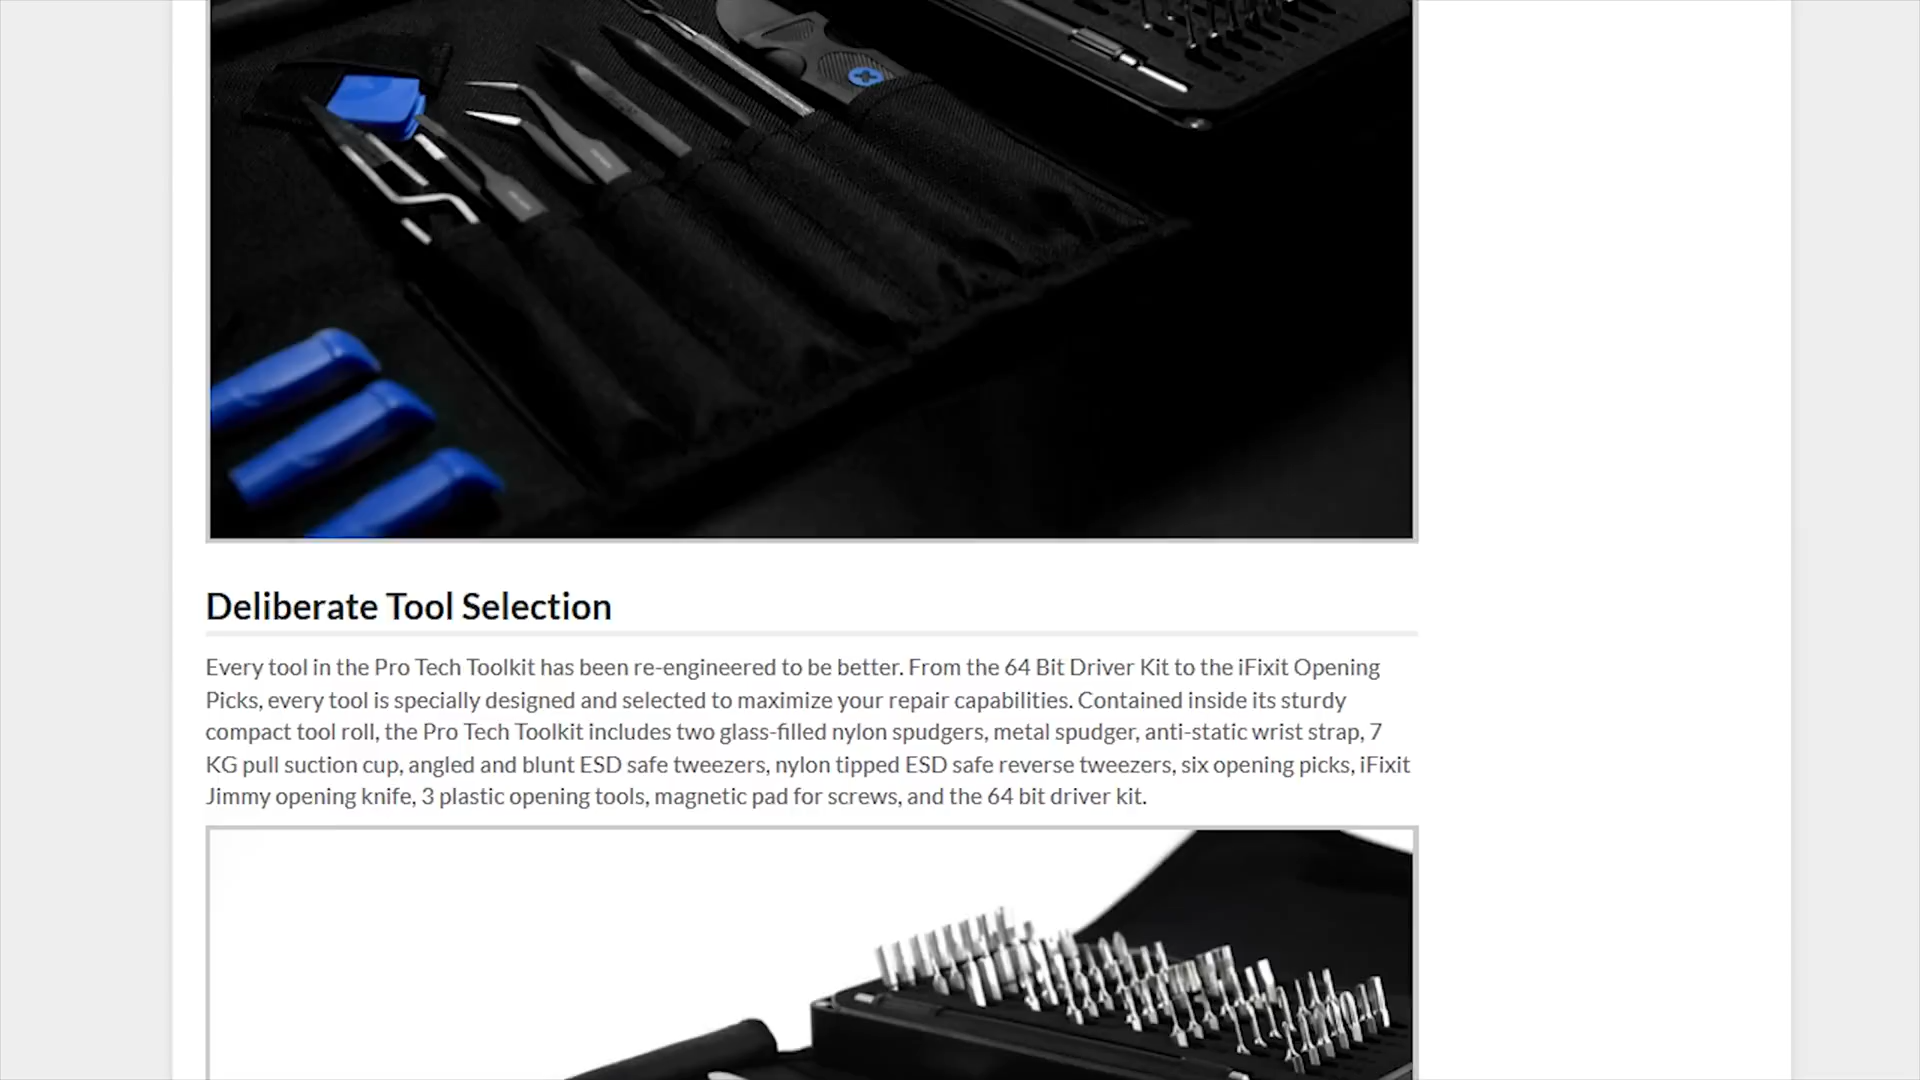 Deliberate Tool Selection
Every tool in the Pro Tech Toolkit has been re-engineered to be better. From the 64 Bit Driver Kit to the iFixit Opening
Picks, every tool is specially designed and selected to maximize your repair capabilities. Contained inside its sturdy
compact tool roll, the Pro Tech Toolkit includes two glass-filled nylon spudgers, metal spudger, anti-static wrist strap, 7
KG pull suction cup, angled and blunt ESD safe tweezers, nylon tipped ESD safe reverse tweezers, six opening picks, iFixit
Jimmy opening knife, 3 plastic opening tools, magnetic pad for screws, and the 64 bit driver kit.